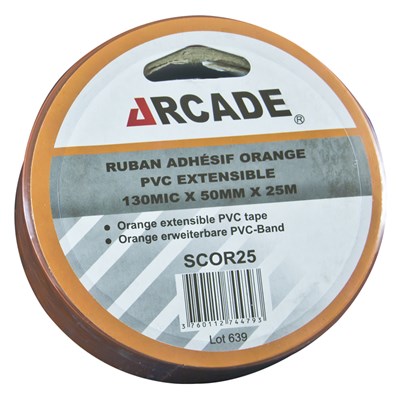 ARCADE®
RUBAN ADHÉSIF ORANGE
PVC EXTENSIBLE
130MIC X 50MM X 25M
• Orange extensible PVC tape
• Orange erweiterbare PVC-Band
SCOR25
3760112744793
Lot 639